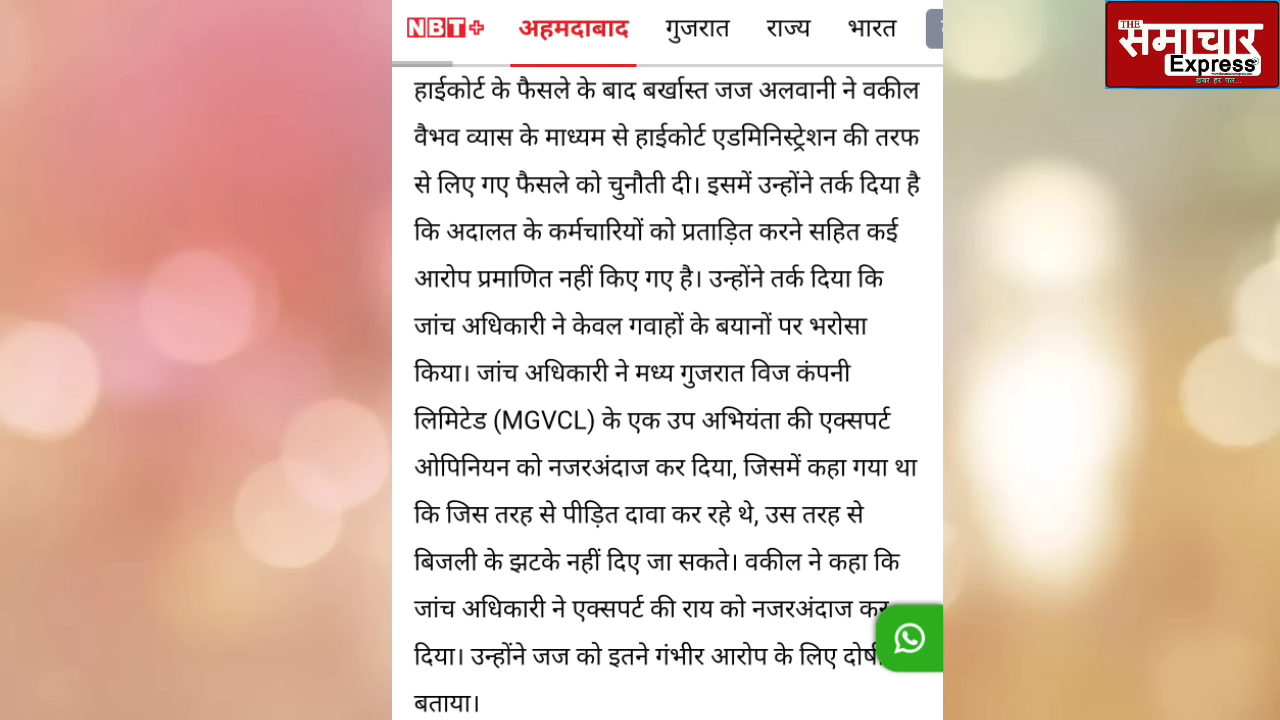 NBT+ अहमदाबाद गुजरात राज्य भारत
THE
समाचार
Express
खबर हर पल...
हाईकोर्ट के फैसले के बाद बर्खास्त जज अलवानी ने वकील
वैभव व्यास के माध्यम से हाईकोर्ट एडमिनिस्ट्रेशन की तरफ
से लिए गए फैसले को चुनौती दी। इसमें उन्होंने तर्क दिया है
कि अदालत के कर्मचारियों को प्रताड़ित करने सहित कई
आरोप प्रमाणित नहीं किए गए है। उन्होंने तर्क दिया कि
जांच अधिकारी ने केवल गवाहों के बयानों पर भरोसा
किया। जांच अधिकारी ने मध्य गुजरात विज कंपनी
लिमिटेड (MGVCL) के एक उप अभियंता की एक्सपर्ट
ओपिनियन को नजरअंदाज कर दिया, जिसमें कहा गया था
कि जिस तरह से पीड़ित दावा कर रहे थे, उस तरह से
बिजली के झटके नहीं दिए जा सकते। वकील ने कहा कि
जांच अधिकारी ने एक्सपर्ट की राय को नजरअंदाज कर
दिया। उन्होंने जज को इतने गंभीर आरोप के लिए दोषी
बताया।